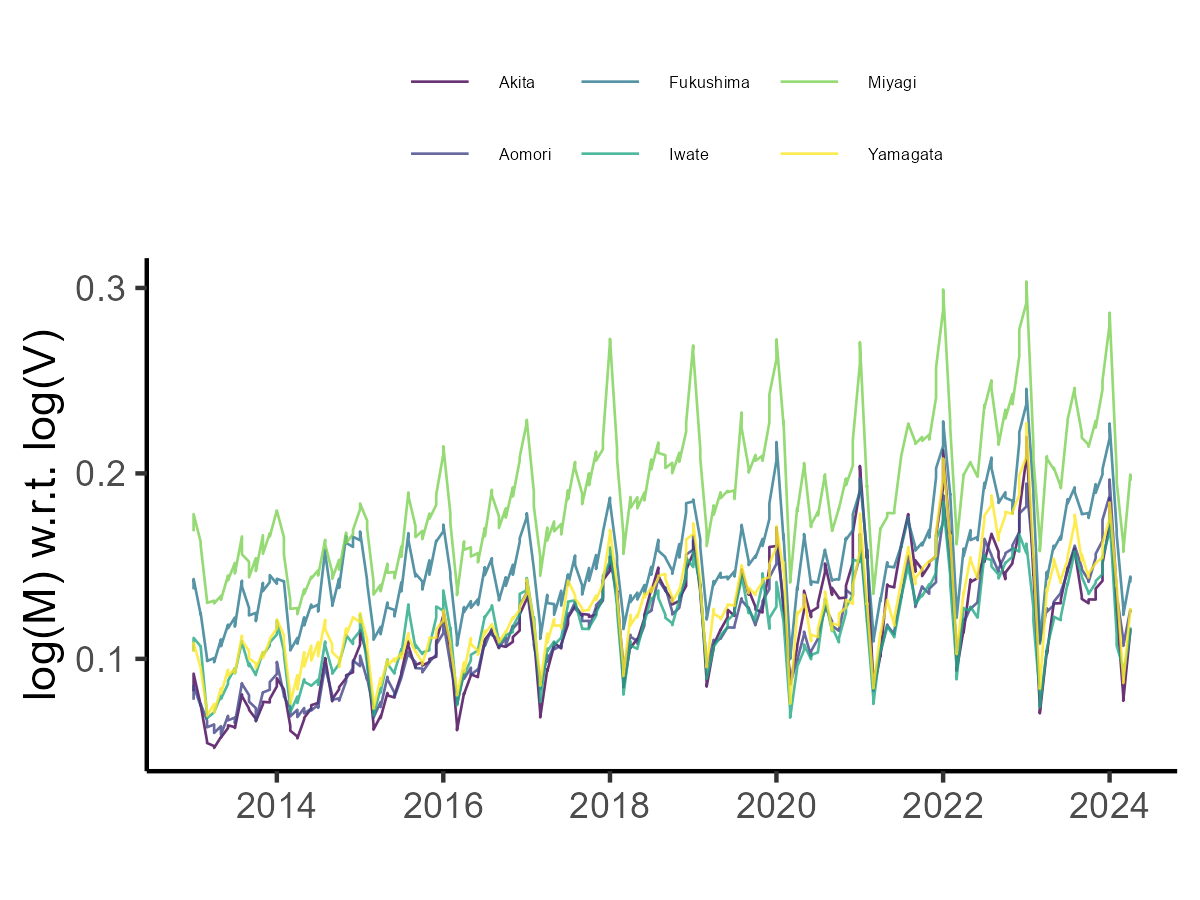 Akita Fukushima Miyagi
Aomori Iwate Yamagata
log(M) w.r.t. log(V)
0.3
0.2
0.1
2014 2016 2018 2020 2022 2024